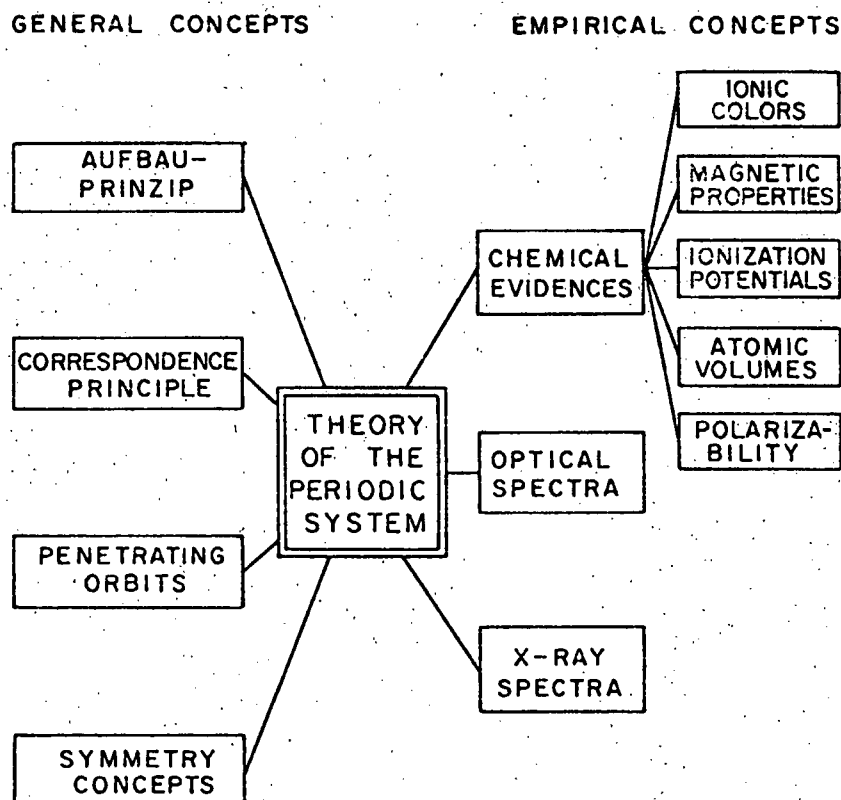 GENERAL CONCEPTS
EMPIRICAL CONCEPTS
AUFBAU-
PRINZIP
CORRESPONDENCE
PRINCIPLE
PENETRATING
ORBITS
SYMMETRY
CONCEPTS
THEORY
OF THE
PERIODIC
SYSTEM
CHEMICAL
EVIDENCES
OPTICAL
SPECTRA
X-RAY
SPECTRA
IONIC
COLORS
MAGNETIC
PROPERTIES
IONIZATION
POTENTIALS
ATOMIC
VOLUMES
POLARIZA-
BILITY